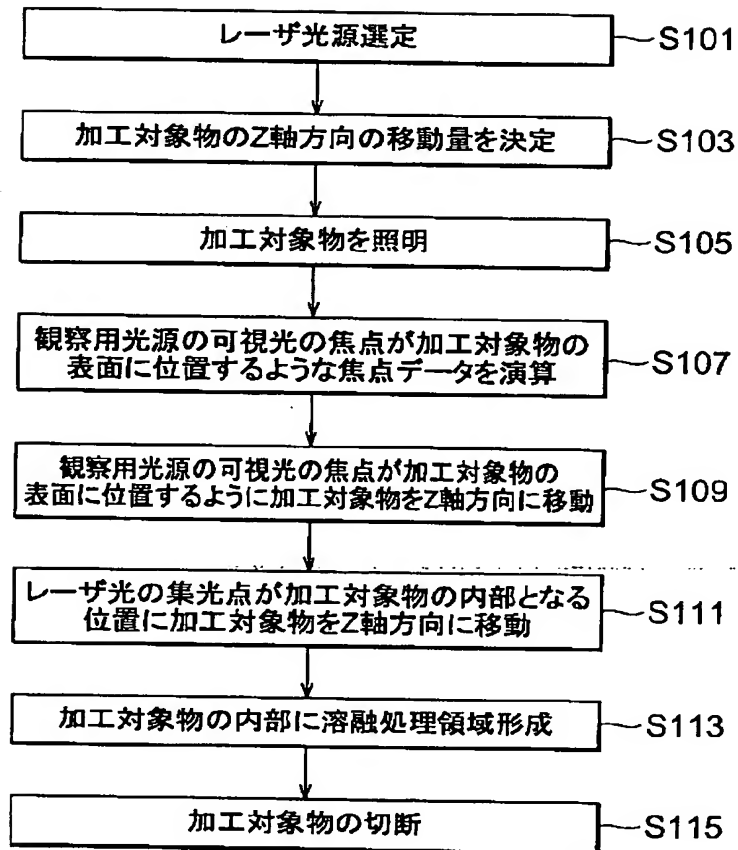 レーザ光源選定
S101
加工対象物のZ軸方向の移動量を決定
S103
加工対象物を照明
S105
観察用光源の可視光の焦点が加工対象物の
表面に位置するような焦点データを演算
S107
観察用光源の可視光の焦点が加工対象物の
表面に位置するように加工対象物をZ軸方向に移動
S109
レーザ光の集光点が加工対象物の内部となる
位置に加工対象物をZ軸方向に移動
S111
加工対象物の内部に溶融処理領域形成
S113
加工対象物の切断
S115